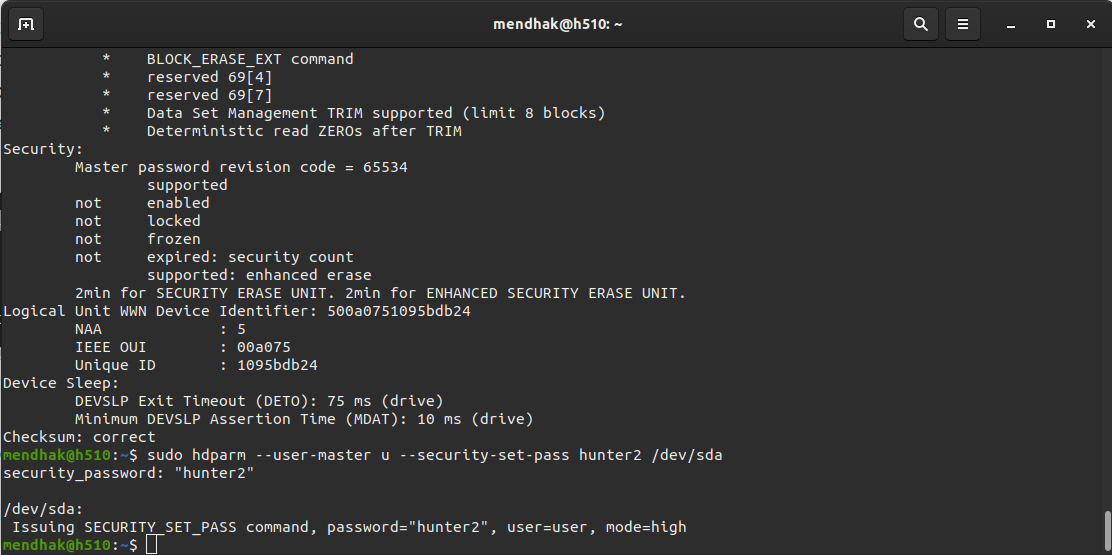 mendhak@h510: ~
* BLOCK_ERASE_EXT command
* reserved 69[4]
* reserved 69[7]
* Data Set Management TRIM supported (limit 8 blocks)
* Deterministic read ZEROs after TRIM
Security:
Master password revision code = 65534
supported
not enabled
not locked
not frozen
not expired: security count
supported: enhanced erase
2min for SECURITY ERASE UNIT. 2min for ENHANCED SECURITY ERASE UNIT.
Logical Unit WWN Device Identifier: 500a0751095bdb24
NAA : 5
IEEE OUI : 00a075
Unique ID : 1095bdb24
Device Sleep:
DEVSLP Exit Timeout (DETO): 75 ms (drive)
Minimum DEVSLP Assertion Time (MDAT): 10 ms (drive)
Checksum: correct
mendhak@h510:~$ sudo hdparm --user-master u --security-set-pass hunter2 /dev/sda
security_password: "hunter2"
/dev/sda:
Issuing SECURITY_SET_PASS command, password="hunter2", user=user, mode=high
mendhak@h510:~$